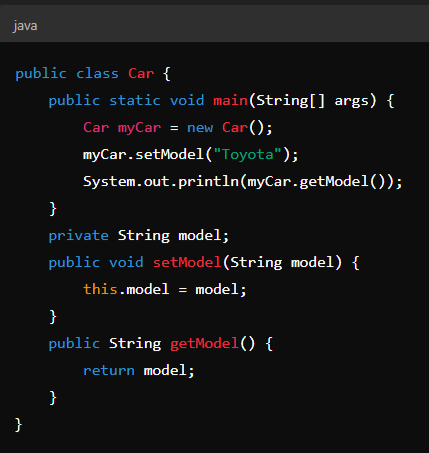 java
public class Car {
    public static void main(String[] args) {
        Car myCar = new Car();
        myCar.setModel("Toyota");
        System.out.println(myCar.getModel());
    }
    private String model;
    public void setModel(String model) {
        this.model = model;
    }
    public String getModel() {
        return model;
    }
}